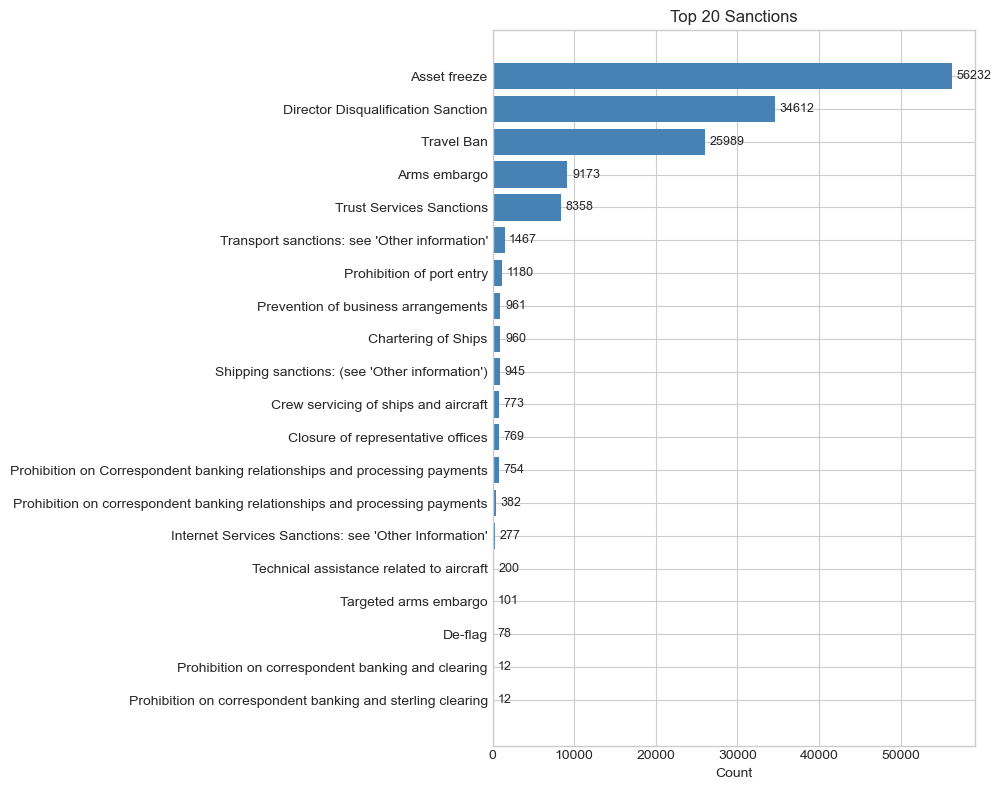 Top 20 Sanctions
Asset freeze 56232
Director Disqualification Sanction 34612
Travel Ban 25989
Arms embargo 9173
Trust Services Sanctions 8358
Transport sanctions: see 'Other information' 1467
Prohibition of port entry 1180
Prevention of business arrangements 961
Chartering of Ships 960
Shipping sanctions: (see 'Other information') 945
Crew servicing of ships and aircraft 773
Closure of representative offices 769
Prohibition on Correspondent banking relationships and processing payments 754
Prohibition on correspondent banking relationships and processing payments 382
Internet Services Sanctions: see 'Other Information' 277
Technical assistance related to aircraft 200
Targeted arms embargo 101
De-flag 78
Prohibition on correspondent banking and clearing 12
Prohibition on correspondent banking and sterling clearing 12
0 10000 20000 30000 40000 50000
Count